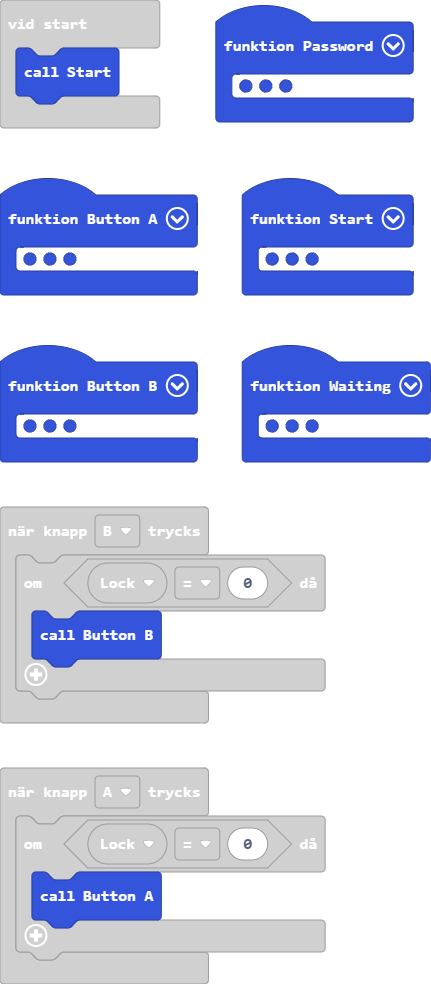 vid start
call Start
funktion Password
funktion Button A
funktion Start
funktion Button B
funktion Waiting
när knapp B trycks
om Lock = 0 då
call Button B
när knapp A trycks
om Lock = 0 då
call Button A